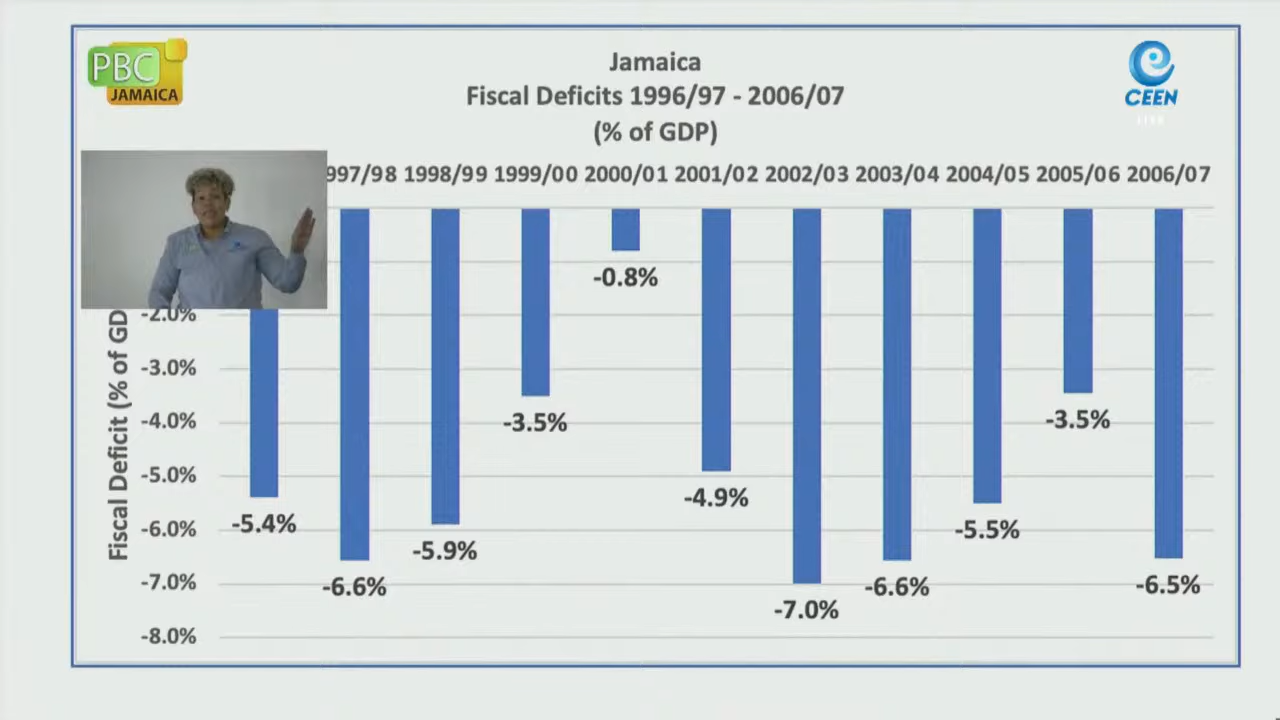 PBC
JAMAICA
Jamaica
Fiscal Deficits 1996/97 - 2006/07
(% of GDP)
CEEN
997/98 1998/99 1999/00 2000/01 2001/02 2002/03 2003/04 2004/05 2005/06 2006/07
Fiscal Deficit (% of GD
-2.0%
-3.0%
-4.0%
-5.0%
-6.0%
-7.0%
-8.0%
-5.4%
-6.6%
-5.9%
-3.5%
-0.8%
-4.9%
-7.0%
-6.6%
-5.5%
-3.5%
-6.5%